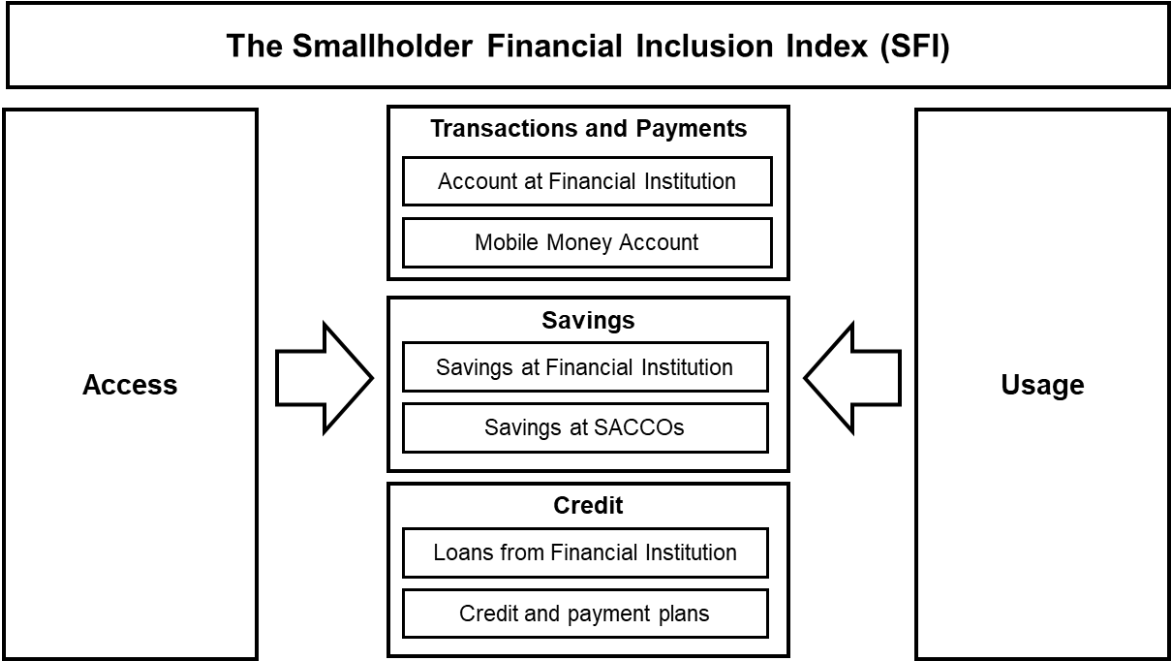 The Smallholder Financial Inclusion Index (SFI)
Access
Transactions and Payments
Account at Financial Institution
Mobile Money Account
Savings
Savings at Financial Institution
Savings at SACCOs
Credit
Loans from Financial Institution
Credit and payment plans
Usage